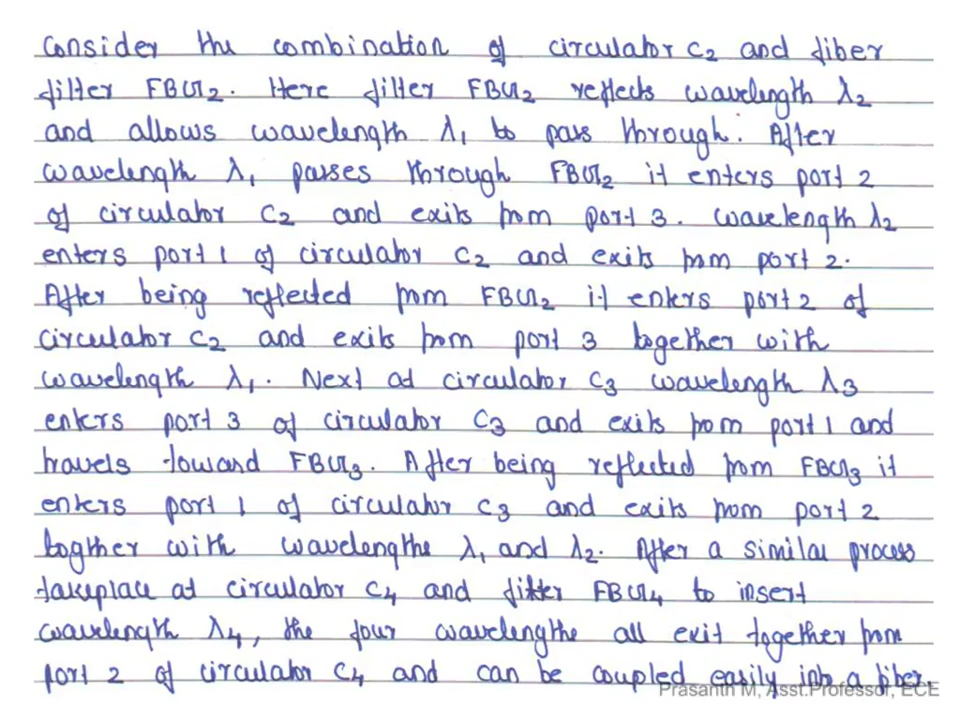 Consider the combination of circulator C2 and fiber
filter FBG2. Here filter FBG2 reflects wavelength λ2
and allows wavelength λ1 to pass through. After
wavelength λ1 passes through FBG2 it enters port 2
of circulator C2 and exits from port 3. Wavelength λ2
enters port 1 of circulator C2 and exits from port 2.
After being reflected from FBG2 it enters port 2 of
circulator C2 and exits from port 3 together with
wavelength λ1. Next at circulator C3 wavelength λ3
enters port 3 of circulator C3 and exits from port 1 and
travels toward FBG3. After being reflected from FBG3 it
enters port 1 of circulator C3 and exits from port 2
togther with wavelengths λ1 and λ2. After a similar process
takeplace at circulator C4 and filter FBG4 to insert
wavelength λ4, the four wavelengths all exit together from
port 2 of circulator C4 and can be coupled easily into a fiber.
Prasanth M, Asst.Professor, ECE